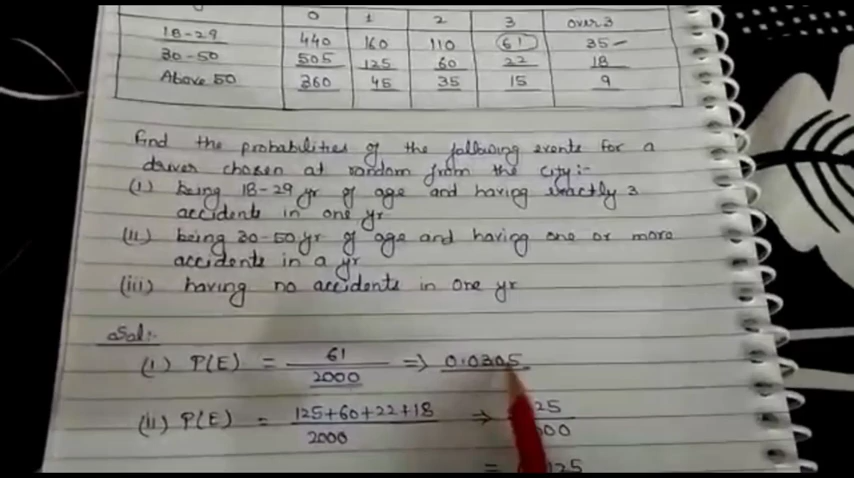 0 1 2 3 over 3
18-29 440 160 110 61 35
30-50 505 125 60 22 18
Above 50 360 45 35 15 9
Find the probabilities of the following events for a
driver chosen at random from the city:-
(i) being 18-29 yr of age and having exactly 3
accidents in one yr
(ii) being 30-50 yr of age and having one or more
accidents in a yr
(iii) having no accidents in one yr
Sol:-
(i) P(E) = 61/2000 => 0.0305
(ii) P(E) = 125+60+22+18/2000 =>
=